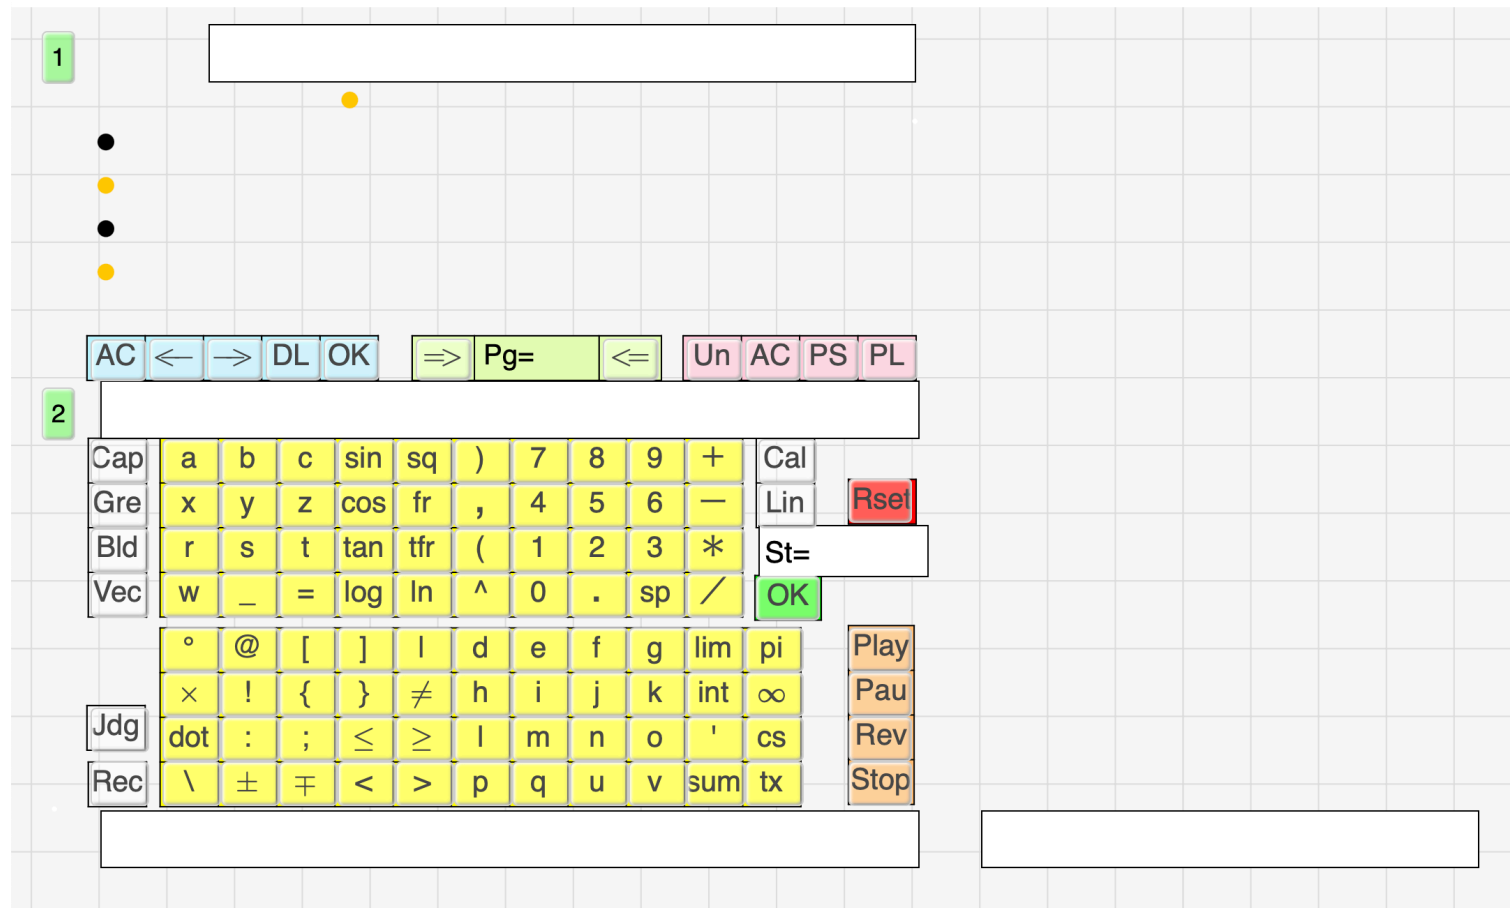 1
AC ← → DL OK => Pg= <= Un AC PS PL
2
Cap a b c sin sq ) 7 8 9 + Cal
Gre x y z cos fr , 4 5 6 − Lin Rset
Bld r s t tan tfr ( 1 2 3 * St=
Vec w _ = log ln ^ 0 . sp / OK
° @ [ ] | d e f g lim pi Play
× ! { } ≠ h i j k int ∞ Pau
Jdg dot : ; ≤ ≥ l m n o ' cs Rev
Rec \ ± ∓ < > p q u v sum tx Stop